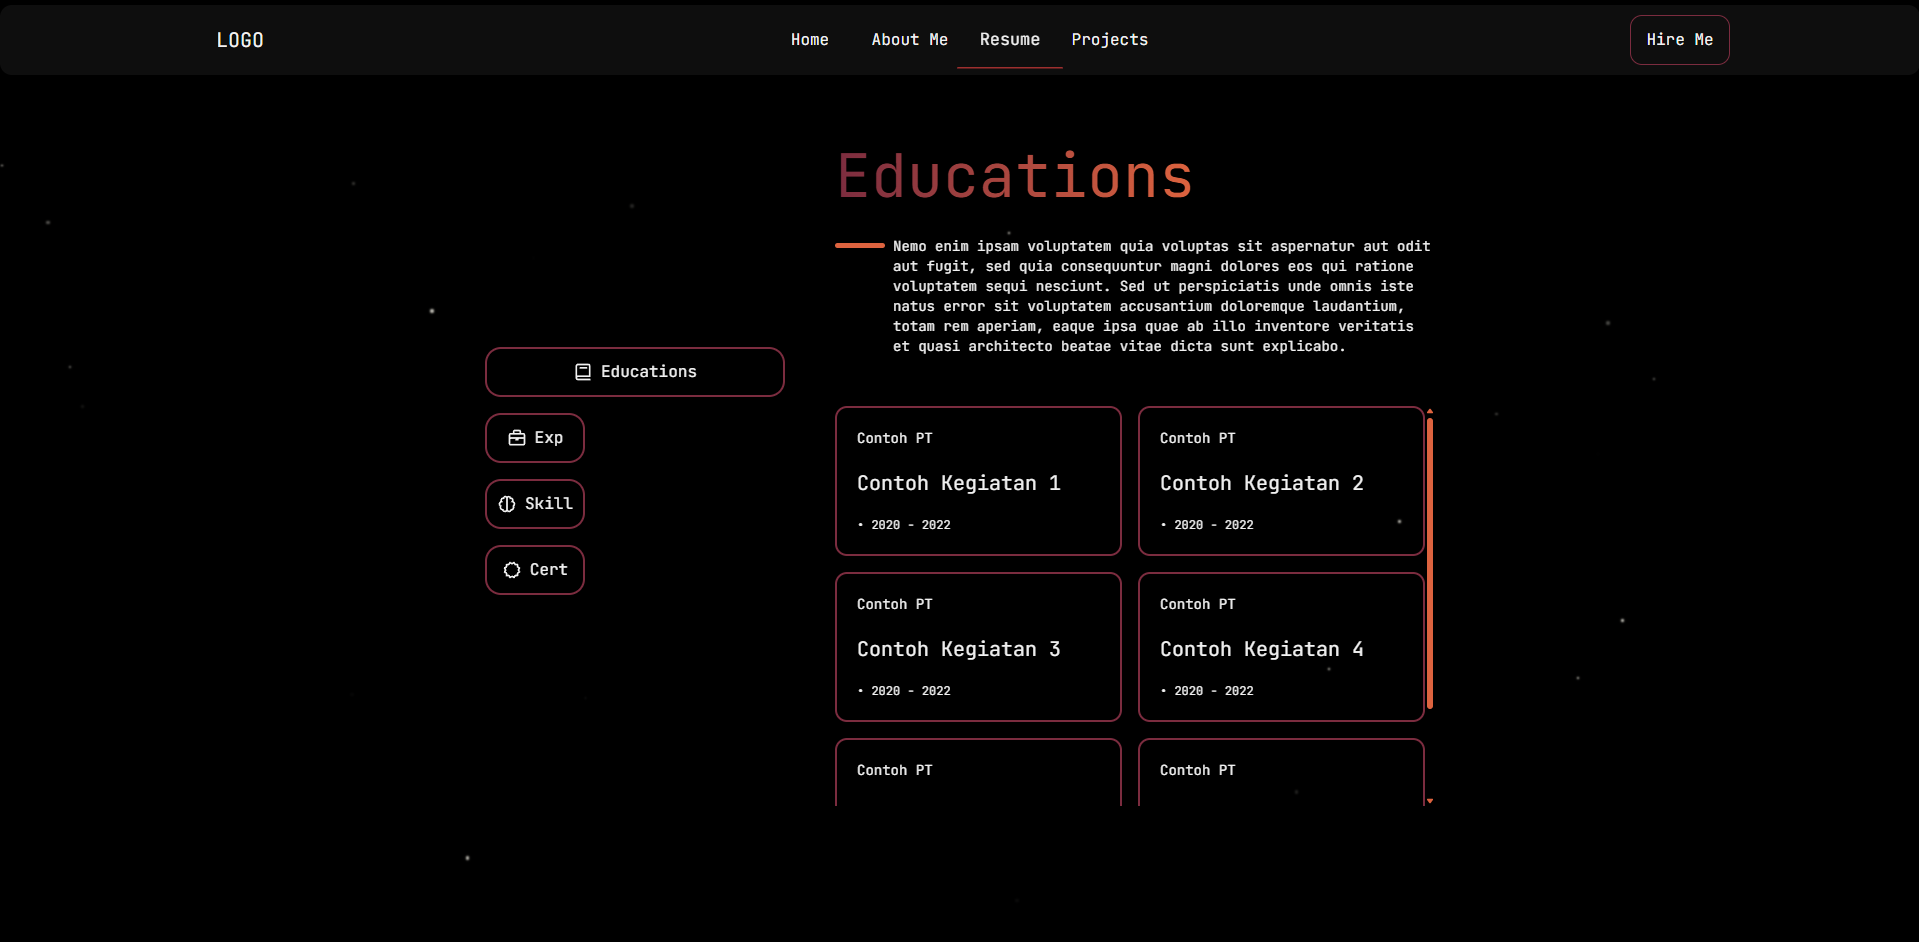 LOGO
Home
About Me
Resume
Projects
Hire Me
Educations
Exp
Skill
Cert
Educations
Nemo enim ipsam voluptatem quia voluptas sit aspernatur aut odit
aut fugit, sed quia consequuntur magni dolores eos qui ratione
voluptatem sequi nesciunt. Sed ut perspiciatis unde omnis iste
natus error sit voluptatem accusantium doloremque laudantium,
totam rem aperiam, eaque ipsa quae ab illo inventore veritatis
et quasi architecto beatae vitae dicta sunt explicabo.
Contoh PT
Contoh Kegiatan 1
• 2020 - 2022
Contoh PT
Contoh Kegiatan 2
• 2020 - 2022
Contoh PT
Contoh Kegiatan 3
• 2020 - 2022
Contoh PT
Contoh Kegiatan 4
• 2020 - 2022
Contoh PT
Contoh PT